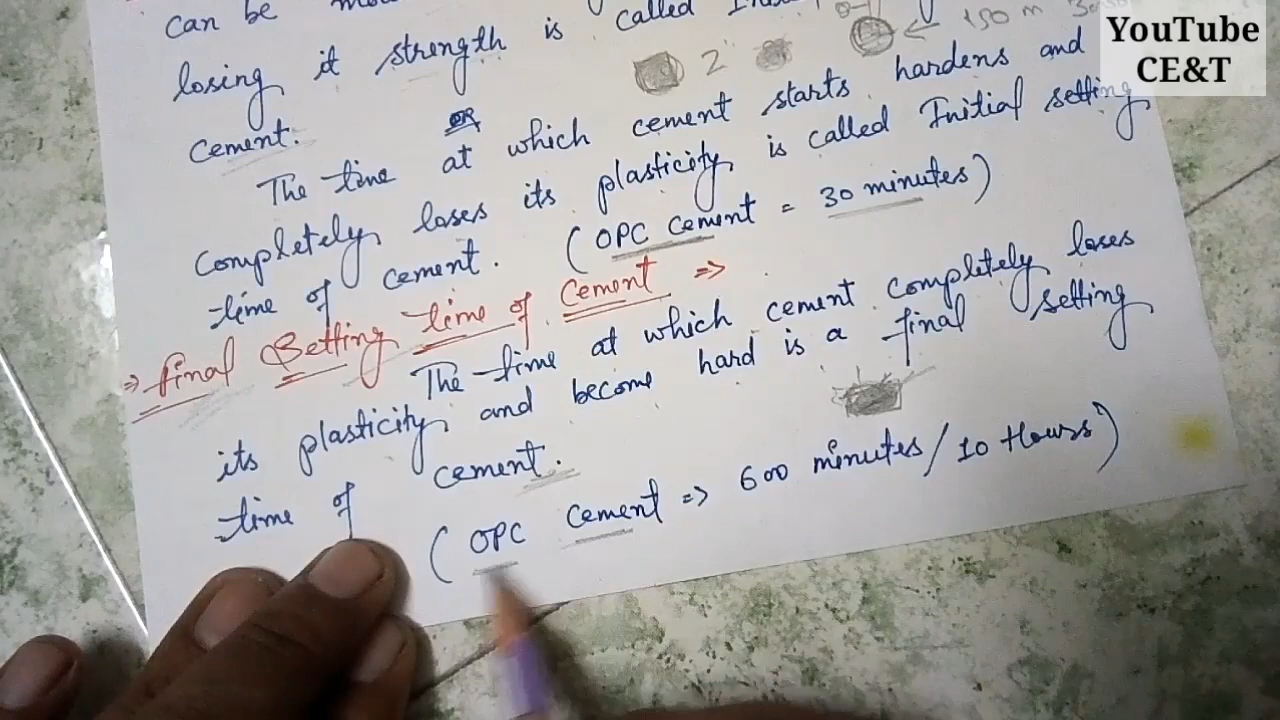 can be
losing it strength is called
YouTube
CE&T
2
150 m
cement.
OR
The time at which cement starts hardens and
completely loses its plasticity is called Initial setting
time of cement. (OPC cement = 30 minutes)
=> final Setting time of Cement =>
The time at which cement completely loses
its plasticity and become hard is a final setting
time of cement.
(OPC cement => 600 minutes/10 Hours)